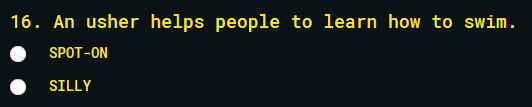 16. An usher helps people to learn how to swim.
SPOT-ON
SILLY